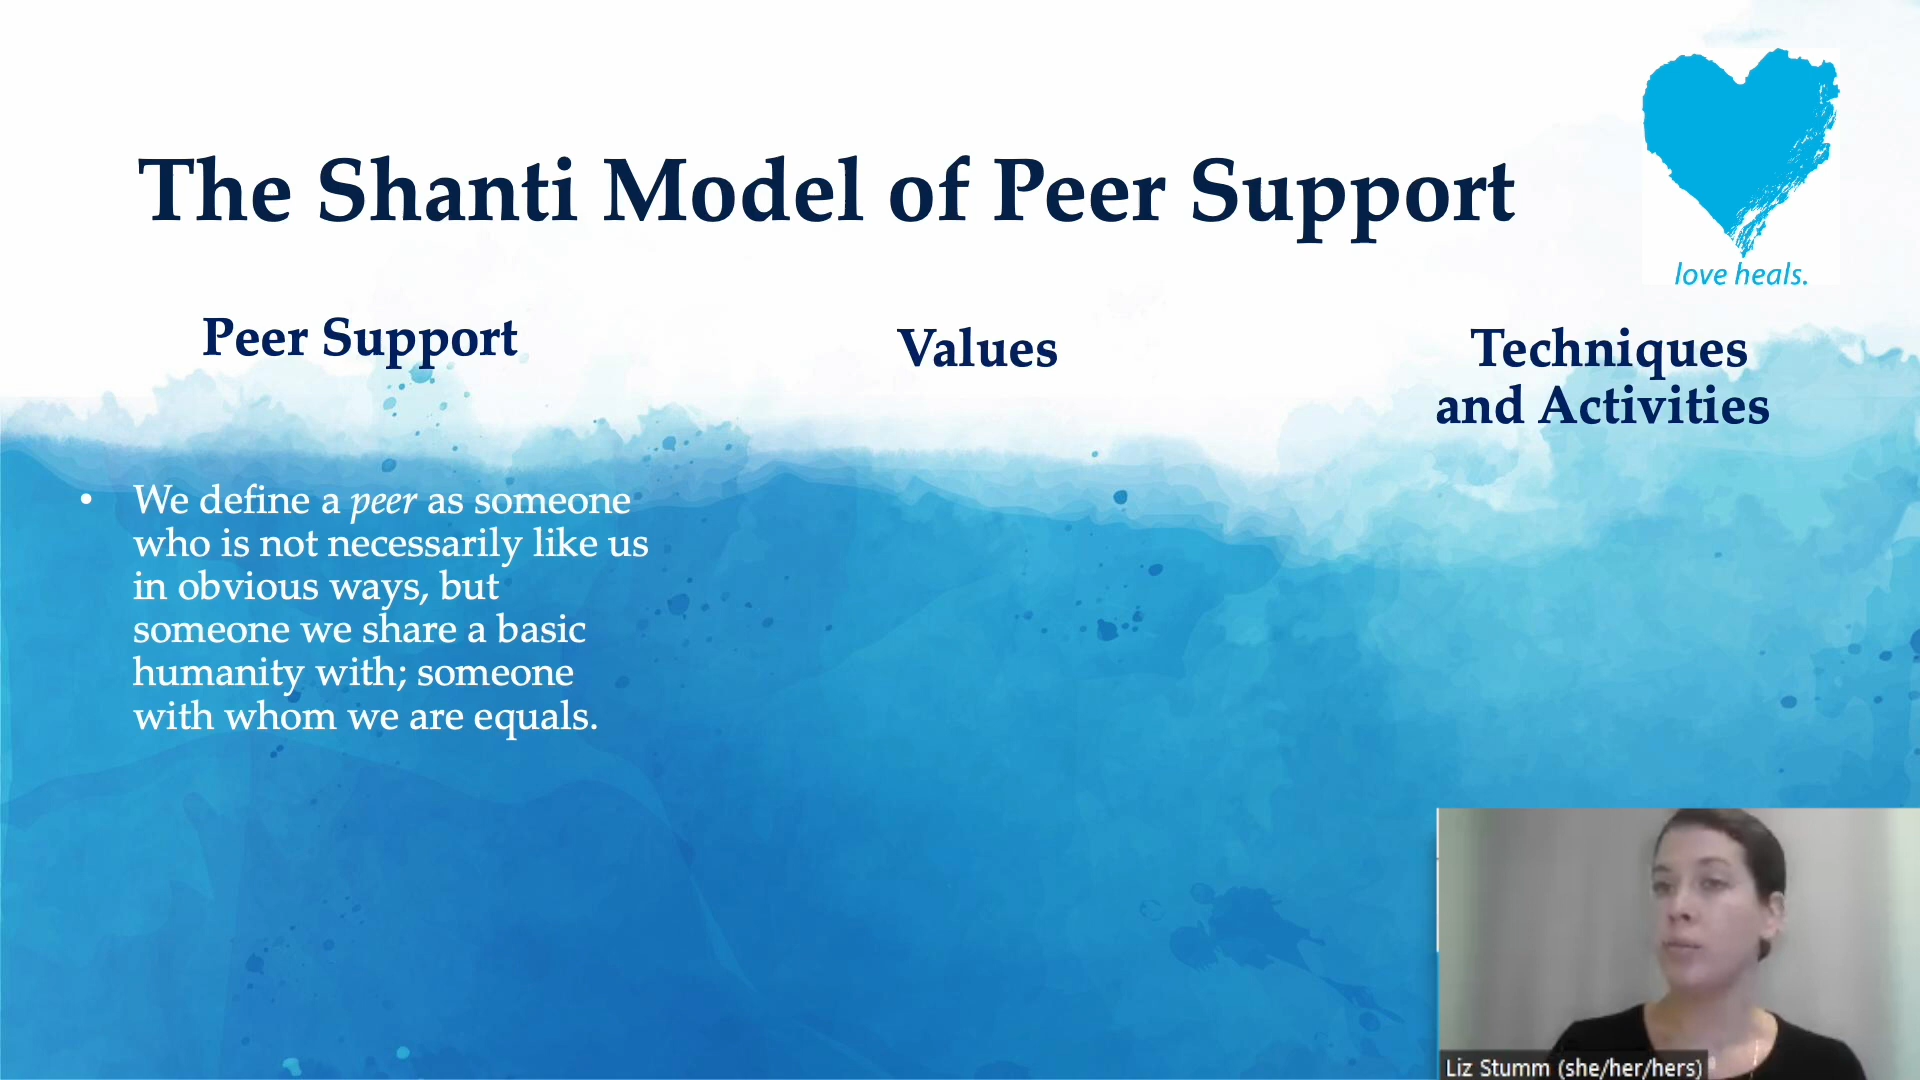 The Shanti Model of Peer Support
love heals.
Peer Support
Values
Techniques
and Activities
• We define a peer as someone
who is not necessarily like us
in obvious ways, but
someone we share a basic
humanity with; someone
with whom we are equals.
Liz Stumm (she/her/hers)